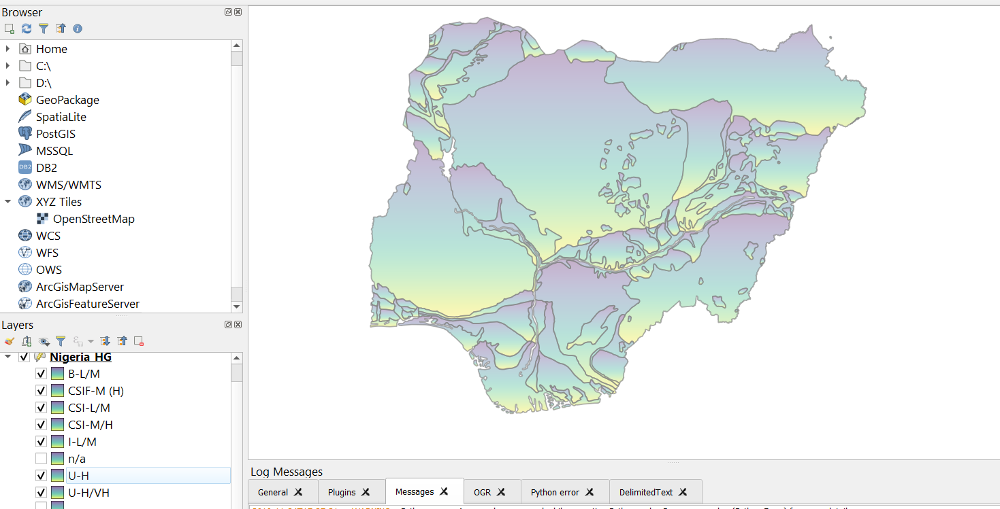 Browser
Home
C:\
D:\
GeoPackage
SpatiaLite
PostGIS
MSSQL
DB2
DB2
WMS/WMTS
XYZ Tiles
OpenStreetMap
WCS
WFS
OWS
ArcGisMapServer
ArcGisFeatureServer
Layers
Nigeria_HG
B-L/M
CSIF-M (H)
CSI-L/M
CSI-M/H
I-L/M
n/a
U-H
U-H/VH
Log Messages
General Plugins Messages OGR Python error DelimitedText